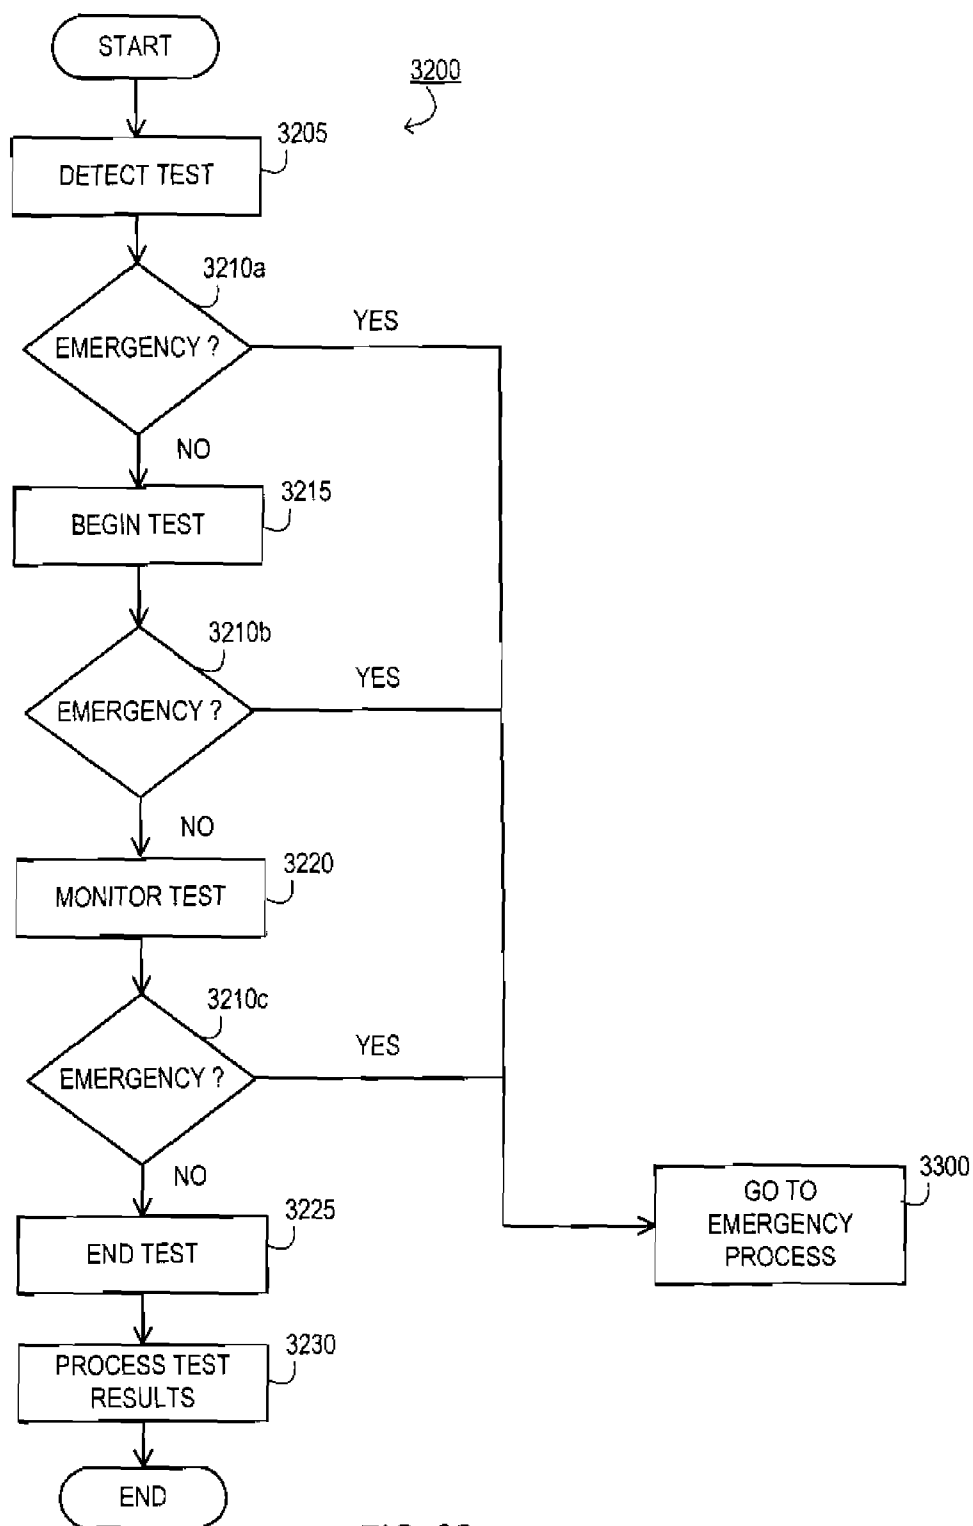 START
3200
3205
DETECT TEST
3210a
YES
EMERGENCY ?
NO
3215
BEGIN TEST
3210b
YES
EMERGENCY ?
NO
3220
MONITOR TEST
3210c
YES
EMERGENCY ?
NO
3300
GO TO
EMERGENCY
PROCESS
3225
END TEST
3230
PROCESS TEST
RESULTS
END